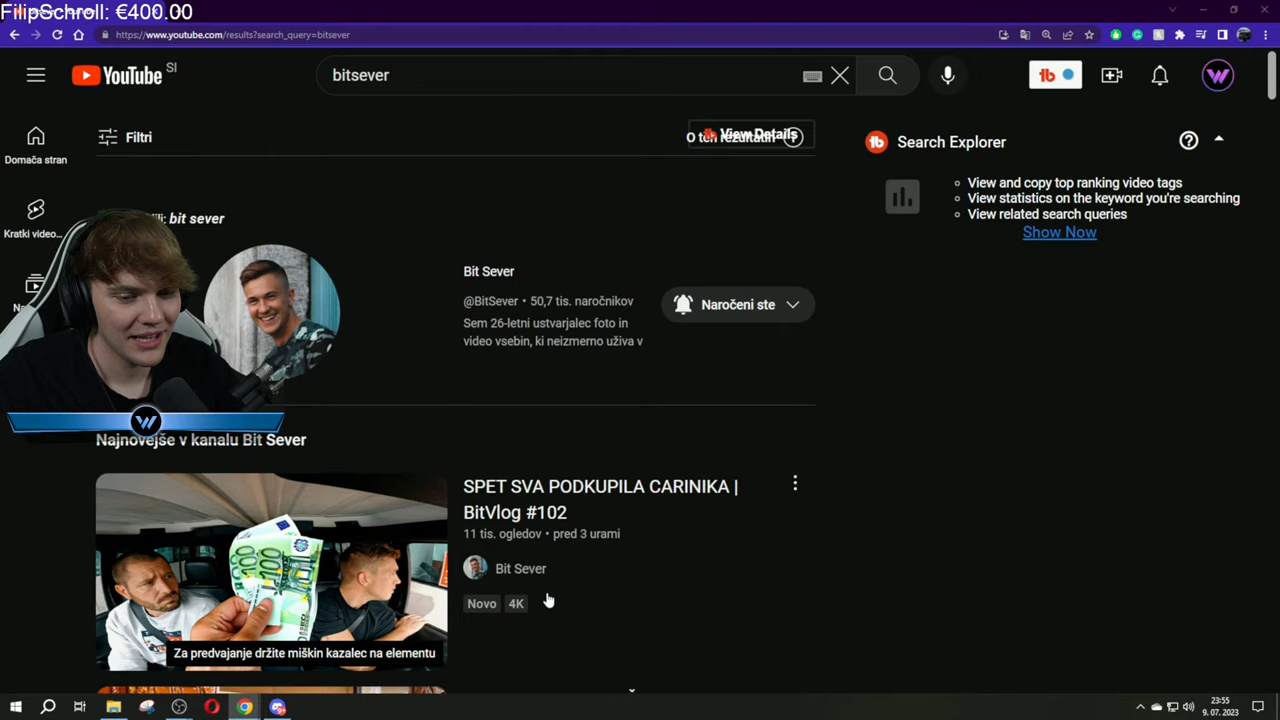 FilipSchroll: €400.00
https://www.youtube.com/results?search_query=bitsever
YouTube SI
bitsever
Domača stran
Filtri
View Details
Search Explorer
View and copy top ranking video tags
View statistics on the keyword you're searching
View related search queries
Show Now
Kratki video...
bit sever
Bit Sever
@BitSever • 50,7 tis. naročnikov
Sem 26-letni ustvarjalec foto in
video vsebin, ki neizmerno uživa v
Naročeni ste
Najnovejše v kanalu Bit Sever
SPET SVA PODKUPILA CARINIKA |
BitVlog #102
11 tis. ogledov • pred 3 urami
Bit Sever
Novo 4K
100
Za predvajanje držite miškin kazalec na elementu
23:55
9. 07. 2023